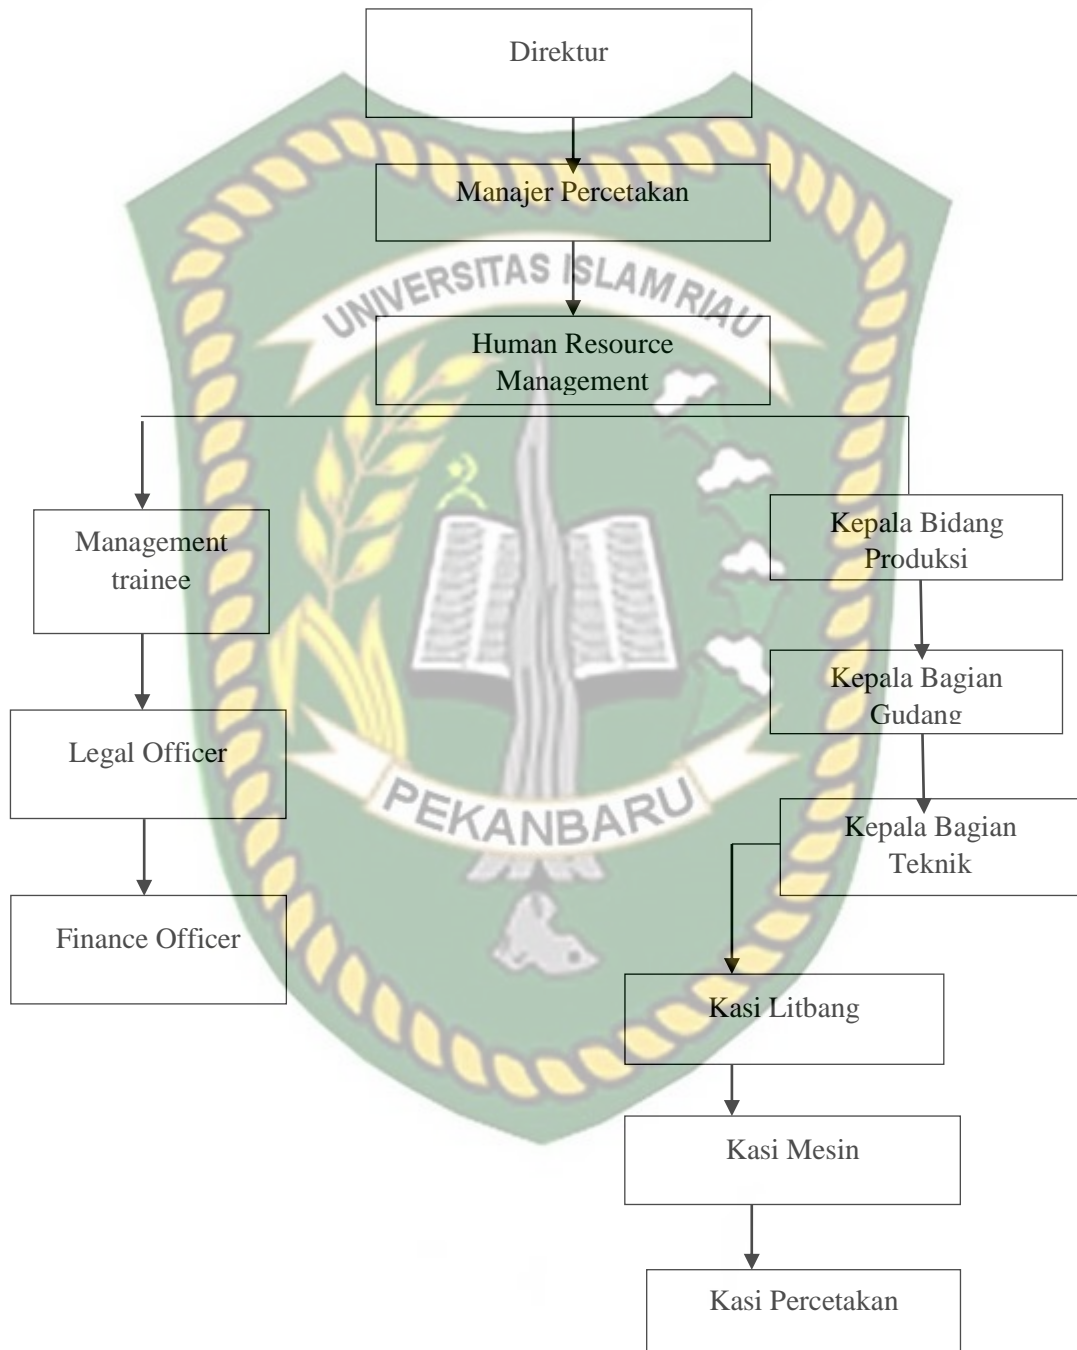 Direktur
Manajer Percetakan
UNIVERSITAS ISLAM RIAU
Human Resource
Management
Management
trainee
Kepala Bidang
Produksi
Legal Officer
Kepala Bagian
Gudang
PEKANBARU
Kepala Bagian
Teknik
Finance Officer
Kasi Litbang
Kasi Mesin
Kasi Percetakan